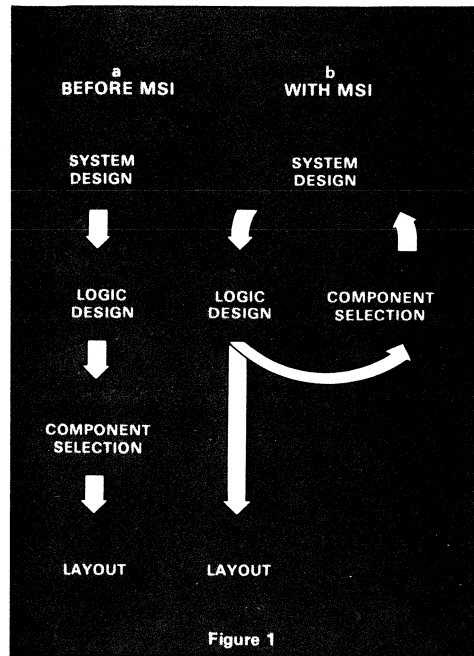 a
BEFORE MSI
b
WITH MSI
SYSTEM
DESIGN
SYSTEM
DESIGN
LOGIC
DESIGN
LOGIC
DESIGN
COMPONENT
SELECTION
COMPONENT
SELECTION
LAYOUT
LAYOUT
Figure 1